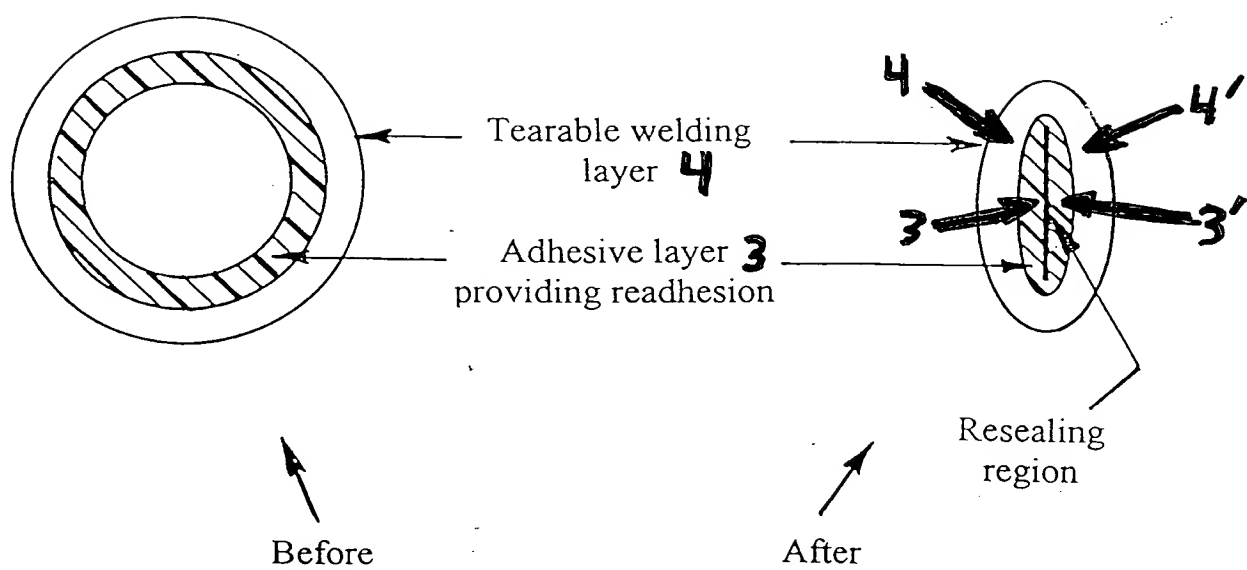 4
4'
Tearable welding
layer 4
3
3'
Adhesive layer 3
providing readhesion
Resealing
region
Before
After